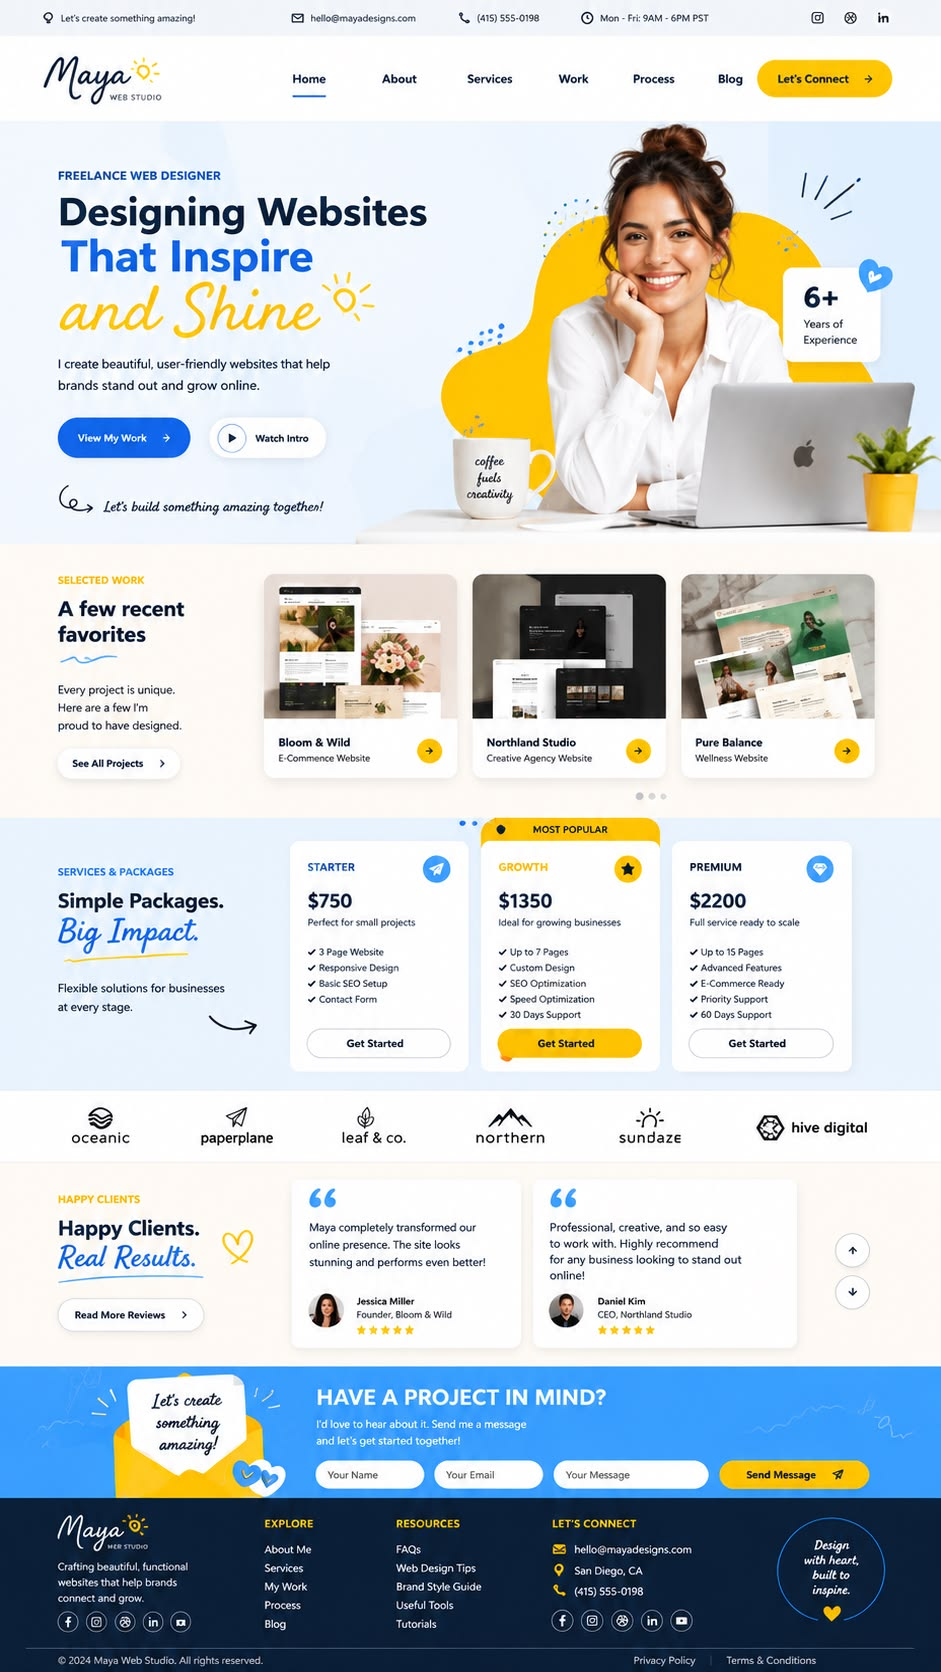 Let's create something amazing!
hello@mayadesigns.com
(415) 555-0198
Mon - Fri: 9AM - 6PM PST
Maya
WEB STUDIO
Home
About
Services
Work
Process
Blog
Let's Connect
FREELANCE WEB DESIGNER
Designing Websites
That Inspire
and Shine
I create beautiful, user-friendly websites that help
brands stand out and grow online.
View My Work
Watch Intro
Let's build something amazing together!
coffee
fuels
creativity
6+
Years of
Experience
SELECTED WORK
A few recent
favorites
Every project is unique.
Here are a few I'm
proud to have designed.
See All Projects
Bloom & Wild
E-Commerce Website
Northland Studio
Creative Agency Website
Pure Balance
Wellness Website
SERVICES & PACKAGES
Simple Packages.
Big Impact.
Flexible solutions for businesses
at every stage.
STARTER
$750
Perfect for small projects
3 Page Website
Responsive Design
Basic SEO Setup
Contact Form
Get Started
MOST POPULAR
GROWTH
$1350
Ideal for growing businesses
Up to 7 Pages
Custom Design
SEO Optimization
Speed Optimization
30 Days Support
Get Started
PREMIUM
$2200
Full service ready to scale
Up to 15 Pages
Advanced Features
E-Commerce Ready
Priority Support
60 Days Support
Get Started
oceanic
paperplane
leaf & co.
northern
sundaze
hive digital
HAPPY CLIENTS
Happy Clients.
Real Results.
Read More Reviews
Maya completely transformed our
online presence. The site looks
stunning and performs even better!
Jessica Miller
Founder, Bloom & Wild
Professional, creative, and so easy
to work with. Highly recommend
for any business looking to stand out
online!
Daniel Kim
CEO, Northland Studio
Let's create
something
amazing!
HAVE A PROJECT IN MIND?
I'd love to hear about it. Send me a message
and let's get started together!
Your Name
Your Email
Your Message
Send Message
Maya
WEB STUDIO
Crafting beautiful, functional
websites that help brands
connect and grow.
EXPLORE
About Me
Services
My Work
Process
Blog
RESOURCES
FAQs
Web Design Tips
Brand Style Guide
Useful Tools
Tutorials
LET'S CONNECT
hello@mayadesigns.com
San Diego, CA
(415) 555-0198
Design
with heart,
built to
inspire.
© 2024 Maya Web Studio. All rights reserved.
Privacy Policy
Terms & Conditions